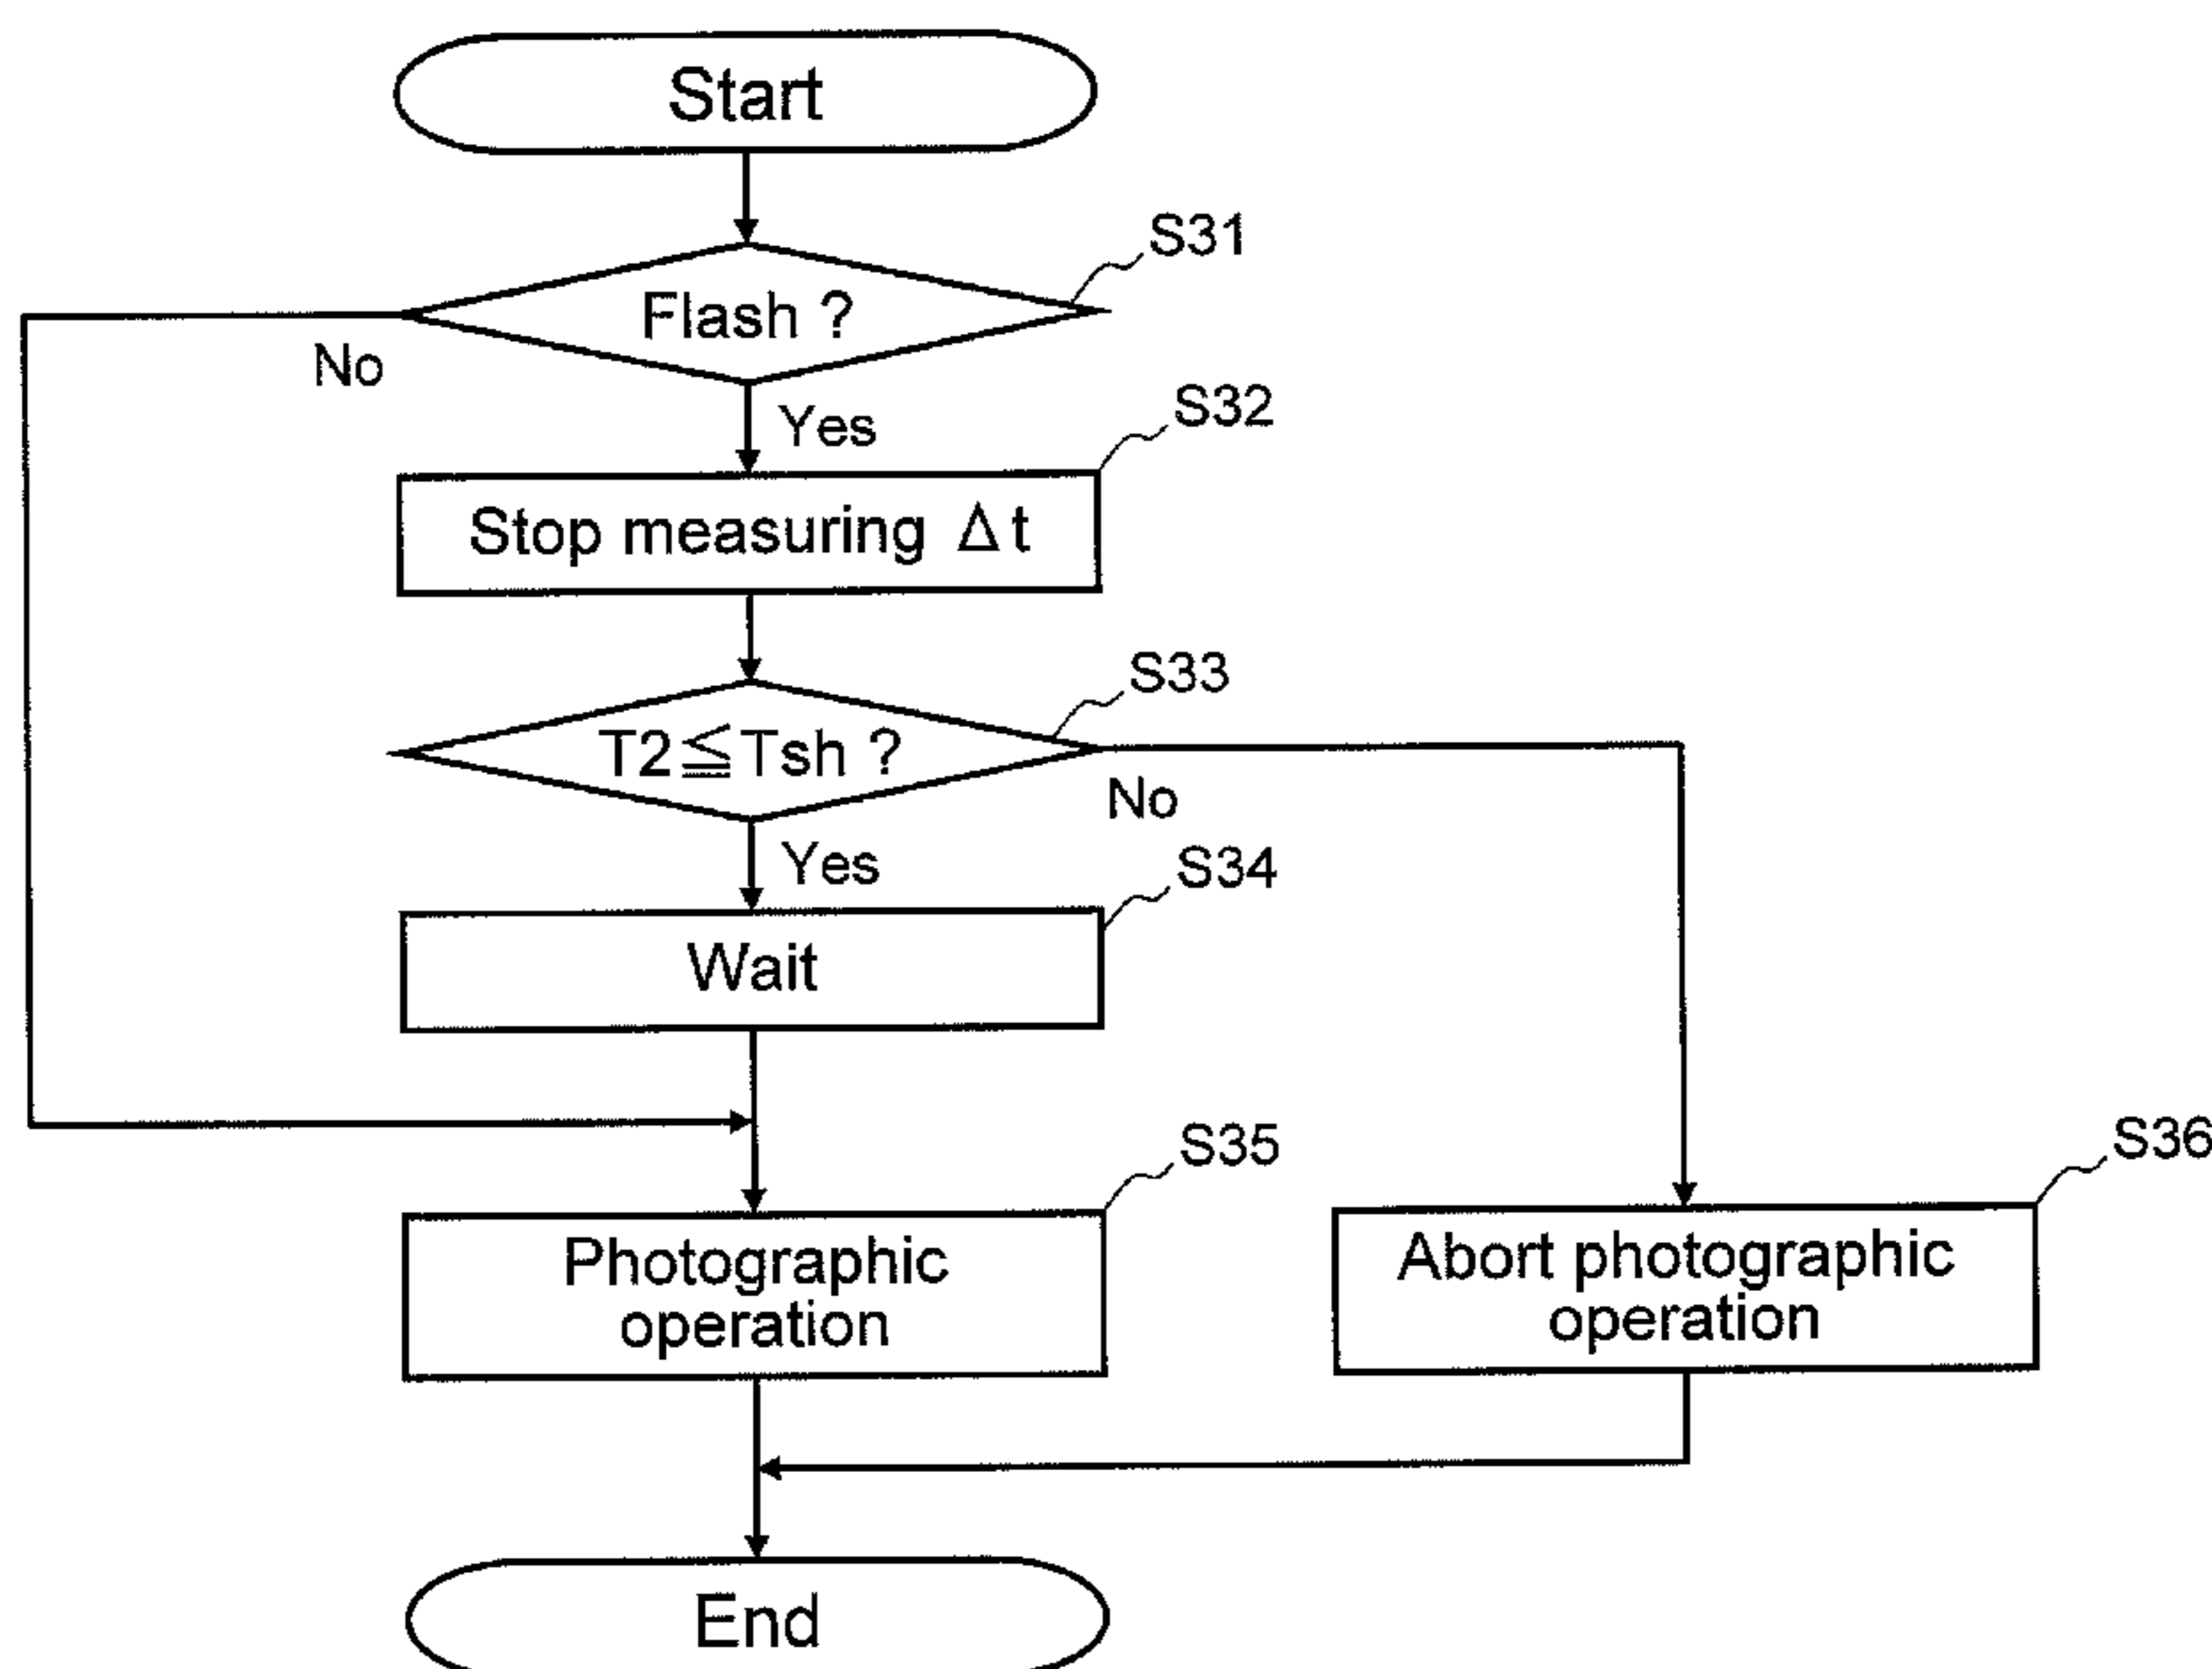 Start
S31
Flash ?
No
Yes
S32
Stop measuring Δt
S33
T2≦Tsh ?
No
Yes
S34
Wait
S35
S36
Photographic
operation
Abort photographic
operation
End